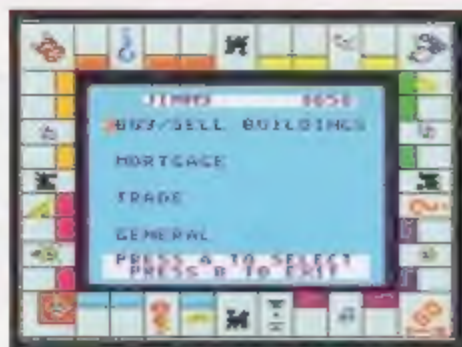 BUY/SELL BUILDINGS
MORTGAGE
TRADE
GENERAL
PRESS A TO SELECT
PRESS B TO EXIT